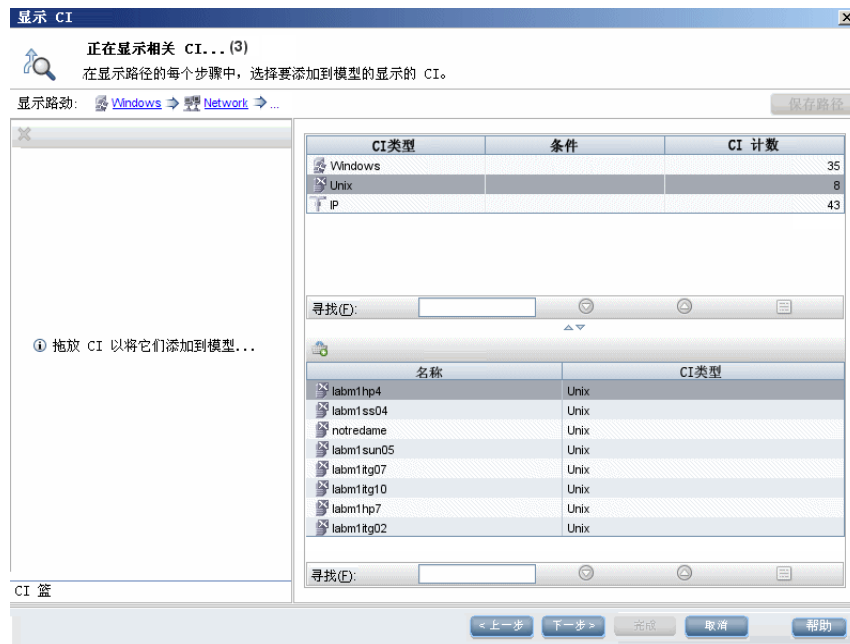 显示 CI
正在显示相关 CI...(3)
在显示路径的每个步骤中，选择要添加到模型的显示的 CI。
显示路劲: Windows Network ...
保存路径
CI类型 条件 CI 计数
Windows 35
Unix 8
IP 43
寻找(F):
拖放 CI 以将它们添加到模型...
名称 CI类型
labm1hp4 Unix
labm1ss04 Unix
notredame Unix
labm1sun05 Unix
labm1itg07 Unix
labm1itg10 Unix
labm1hp7 Unix
labm1itg02 Unix
寻找(F):
CI 篮
<上一步 下一步> 完成 取消 帮助